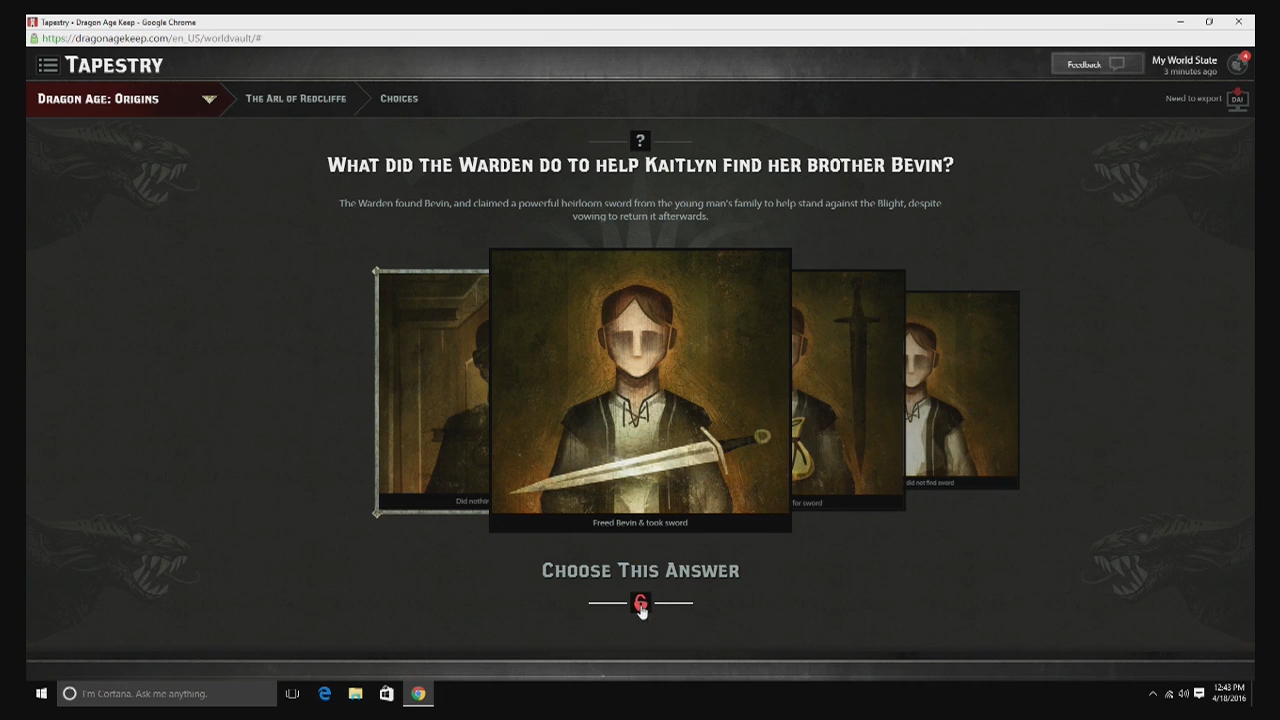 Tapestry • Dragon Age Keep - Google Chrome
https://dragonagekeep.com/en_US/worldvault/#
TAPESTRY
Feedback
My World State
3 minutes ago
4
DRAGON AGE: ORIGINS
THE ARL OF REDCLIFFE
CHOICES
Need to export
DAI
?
WHAT DID THE WARDEN DO TO HELP KAITLYN FIND HER BROTHER BEVIN?
The Warden found Bevin, and claimed a powerful heirloom sword from the young man's family to help stand against the Blight, despite
vowing to return it afterwards.
Did nothin
Freed Bevin & took sword
for sword
did not find sword
CHOOSE THIS ANSWER
I'm Cortana. Ask me anything.
12:43 PM
4/18/2016